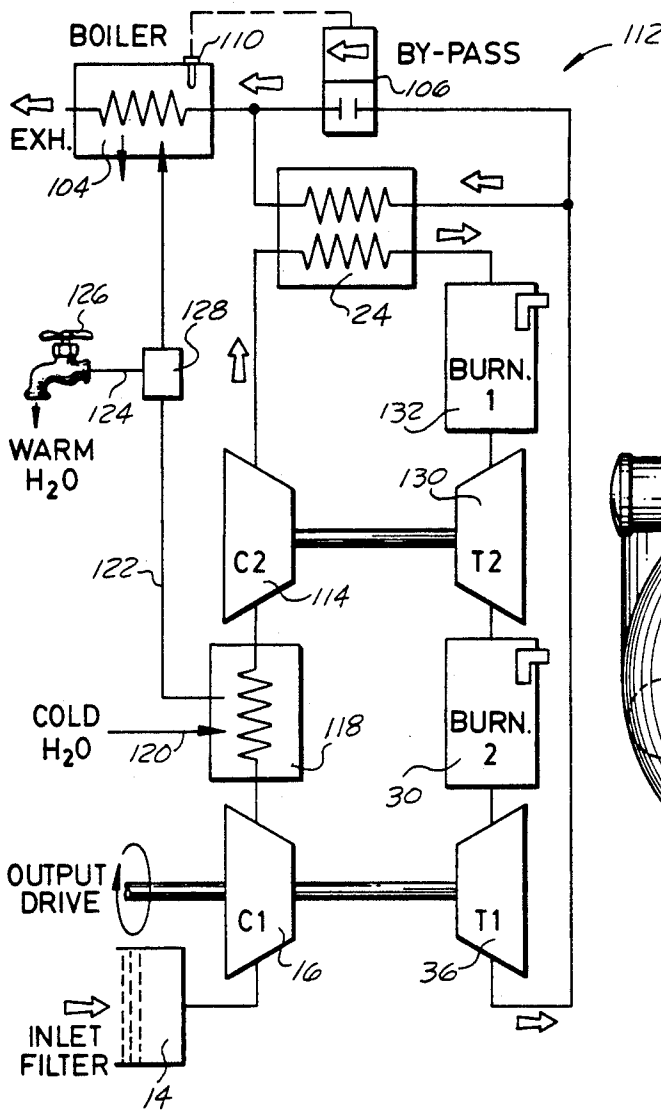 BOILER
110
BY-PASS
112
106
EXH.
104
24
126
128
BURN.
1
124
132
WARM
H₂O
130
C2
T2
122
114
COLD
H₂O
120
118
BURN.
2
30
OUTPUT
DRIVE
C1
T1
16
36
INLET
FILTER
14